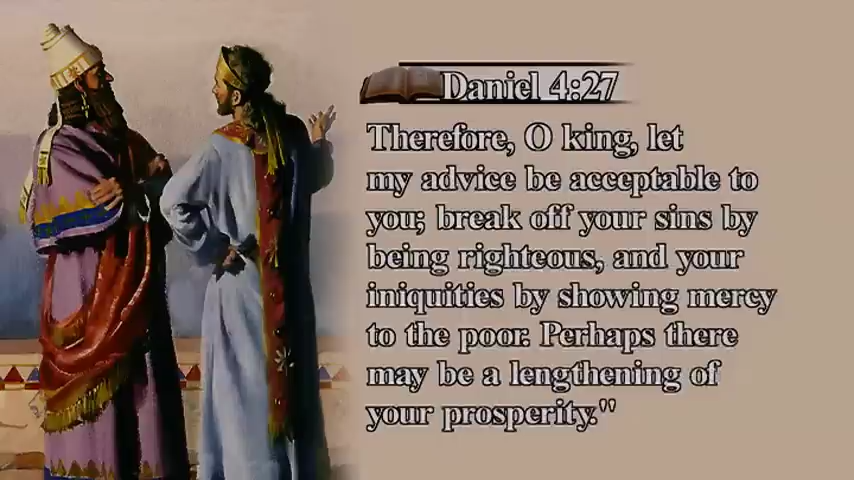 Daniel 4:27
Therefore, O king, let
my advice be acceptable to
you; break off your sins by
being righteous, and your
iniquities by showing mercy
to the poor. Perhaps there
may be a lengthening of
your prosperity."